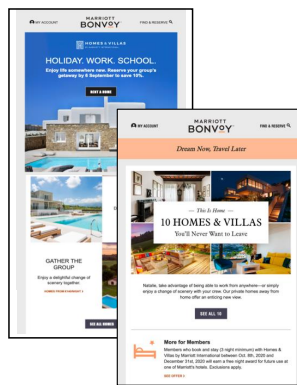 MY ACCOUNT
MARRIOTT
BONVOY
FIND & RESERVE
HOMES & VILLAS
HOLIDAY. WORK. SCHOOL.
Enjoy life somewhere new. Reserve your group's
getaway by 6 September to save 10%.
RENT A HOME
GATHER THE
GROUP
Enjoy a delightful change of
scenery together.
SEE ALL HOMES
MY ACCOUNT
MARRIOTT
BONVOY
FIND & RESERVE
Dream Now, Travel Later
This Is Home
10 HOMES & VILLAS
You'll Never Want to Leave
Natalie, take advantage of being able to work from anywhere—or simply
enjoy a change of scenery with your crew. Our private homes away from
home offer an enticing new view.
SEE ALL 10
More for Members
Members who book and stay (3 night minimum) with Homes &
Villas by Marriott International between Oct. 8th, 2020 and
December 31st, 2020 will earn a free night award for future use at
one of Marriott's hotels. Exclusions apply.
SEE OFFER